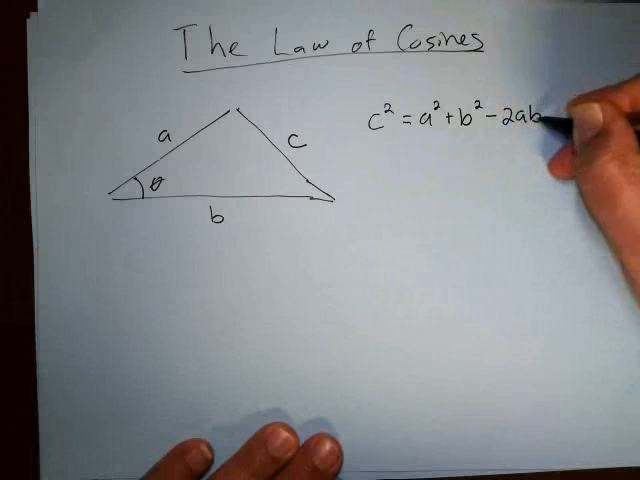 The Law of Cosines
c² = a² + b² - 2ab
a
c
θ
b